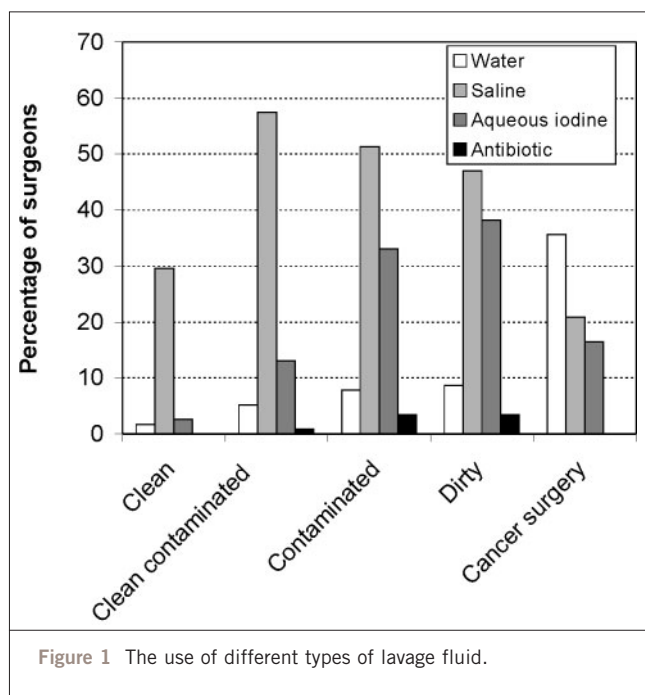 70
60
50
40
30
20
10
0
Percentage of surgeons
Water
Saline
Aqueous iodine
Antibiotic
Clean
Clean contaminated
Contaminated
Dirty
Cancer surgery
Figure 1 The use of different types of lavage fluid.